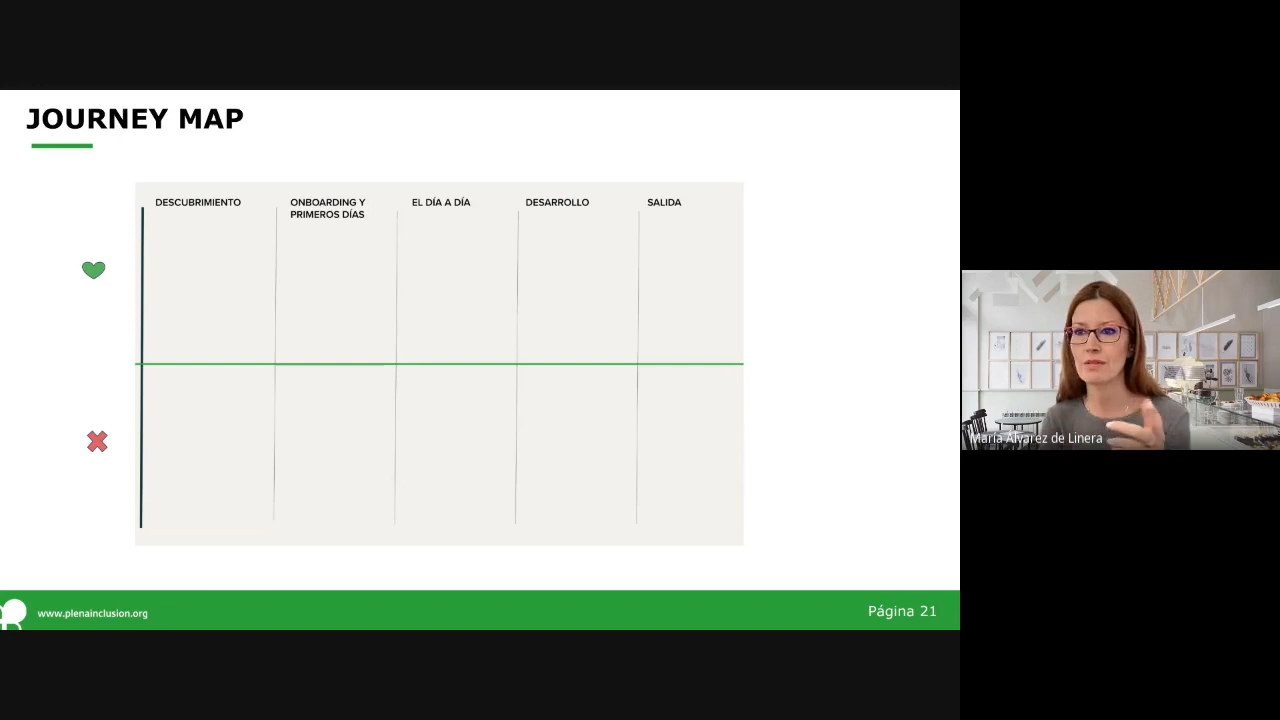 JOURNEY MAP
DESCUBRIMIENTO
ONBOARDING Y
PRIMEROS DÍAS
EL DÍA A DÍA
DESARROLLO
SALIDA
María Álvarez de Linera
www.plenainclusion.org
Página 21